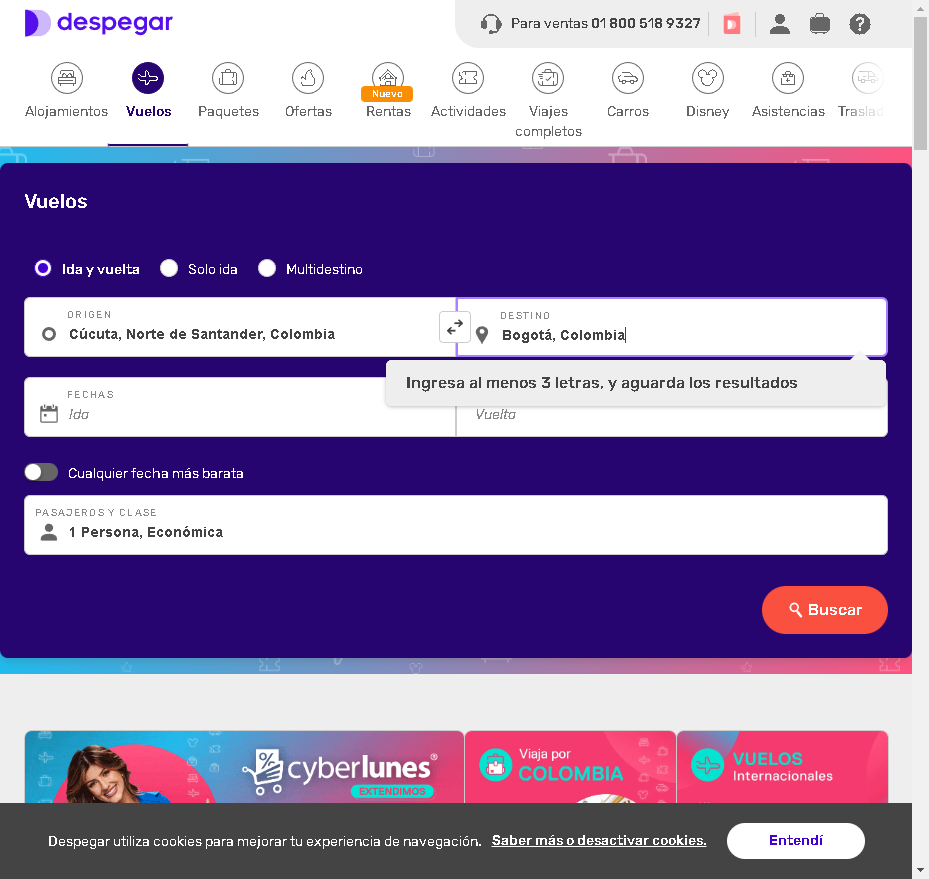 despegar
Para ventas 01 800 518 9327
Alojamientos
Vuelos
Paquetes
Ofertas
Nuevo
Rentas
Actividades
Viajes
completos
Carros
Disney
Asistencias
Traslad
Vuelos
Ida y vuelta
Solo ida
Multidestino
ORIGEN
Cúcuta, Norte de Santander, Colombia
DESTINO
Bogotá, Colombia
Ingresa al menos 3 letras, y aguarda los resultados
FECHAS
Ida
Vuelta
Cualquier fecha más barata
PASAJEROS Y CLASE
1 Persona, Económica
Buscar
cyberlunes®
EXTENDIMOS
Viaja por
COLOMBIA
VUELOS
Internacionales
Despegar utiliza cookies para mejorar tu experiencia de navegación. Saber más o desactivar cookies.
Entendí